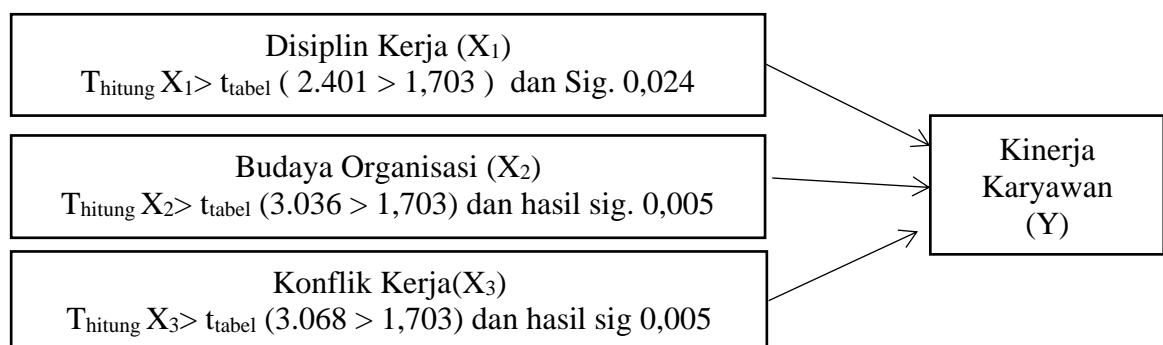 Disiplin Kerja (X₁)
Tₕᵢₜᵤₙg X₁> tₜₐbₑₗ ( 2.401 > 1,703 ) dan Sig. 0,024
Budaya Organisasi (X₂)
Tₕᵢₜᵤₙg X₂> tₜₐbₑₗ (3.036 > 1,703) dan hasil sig. 0,005
Konflik Kerja(X₃)
Tₕᵢₜᵤₙg X₃> tₜₐbₑₗ (3.068 > 1,703) dan hasil sig 0,005
Kinerja
Karyawan
(Y)